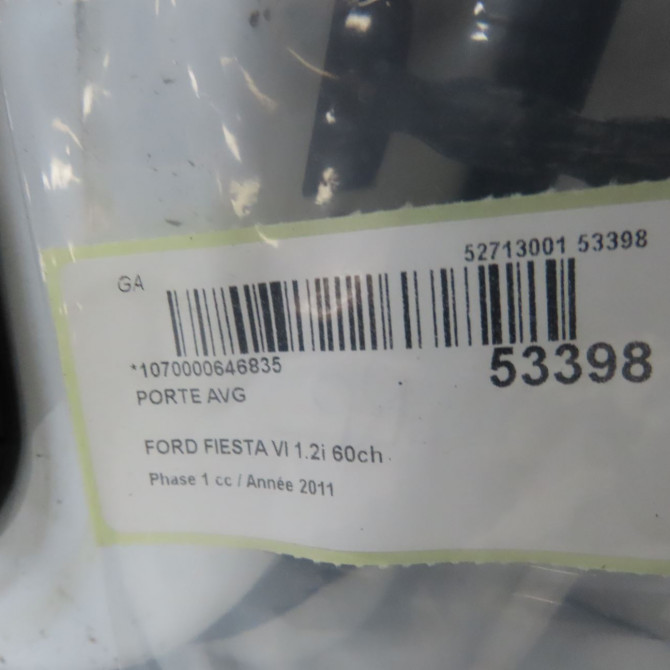 52713001 53398
GA
*1070000646835
53398
PORTE AVG
FORD FIESTA VI 1.2i 60ch
Phase 1 cc / Année 2011